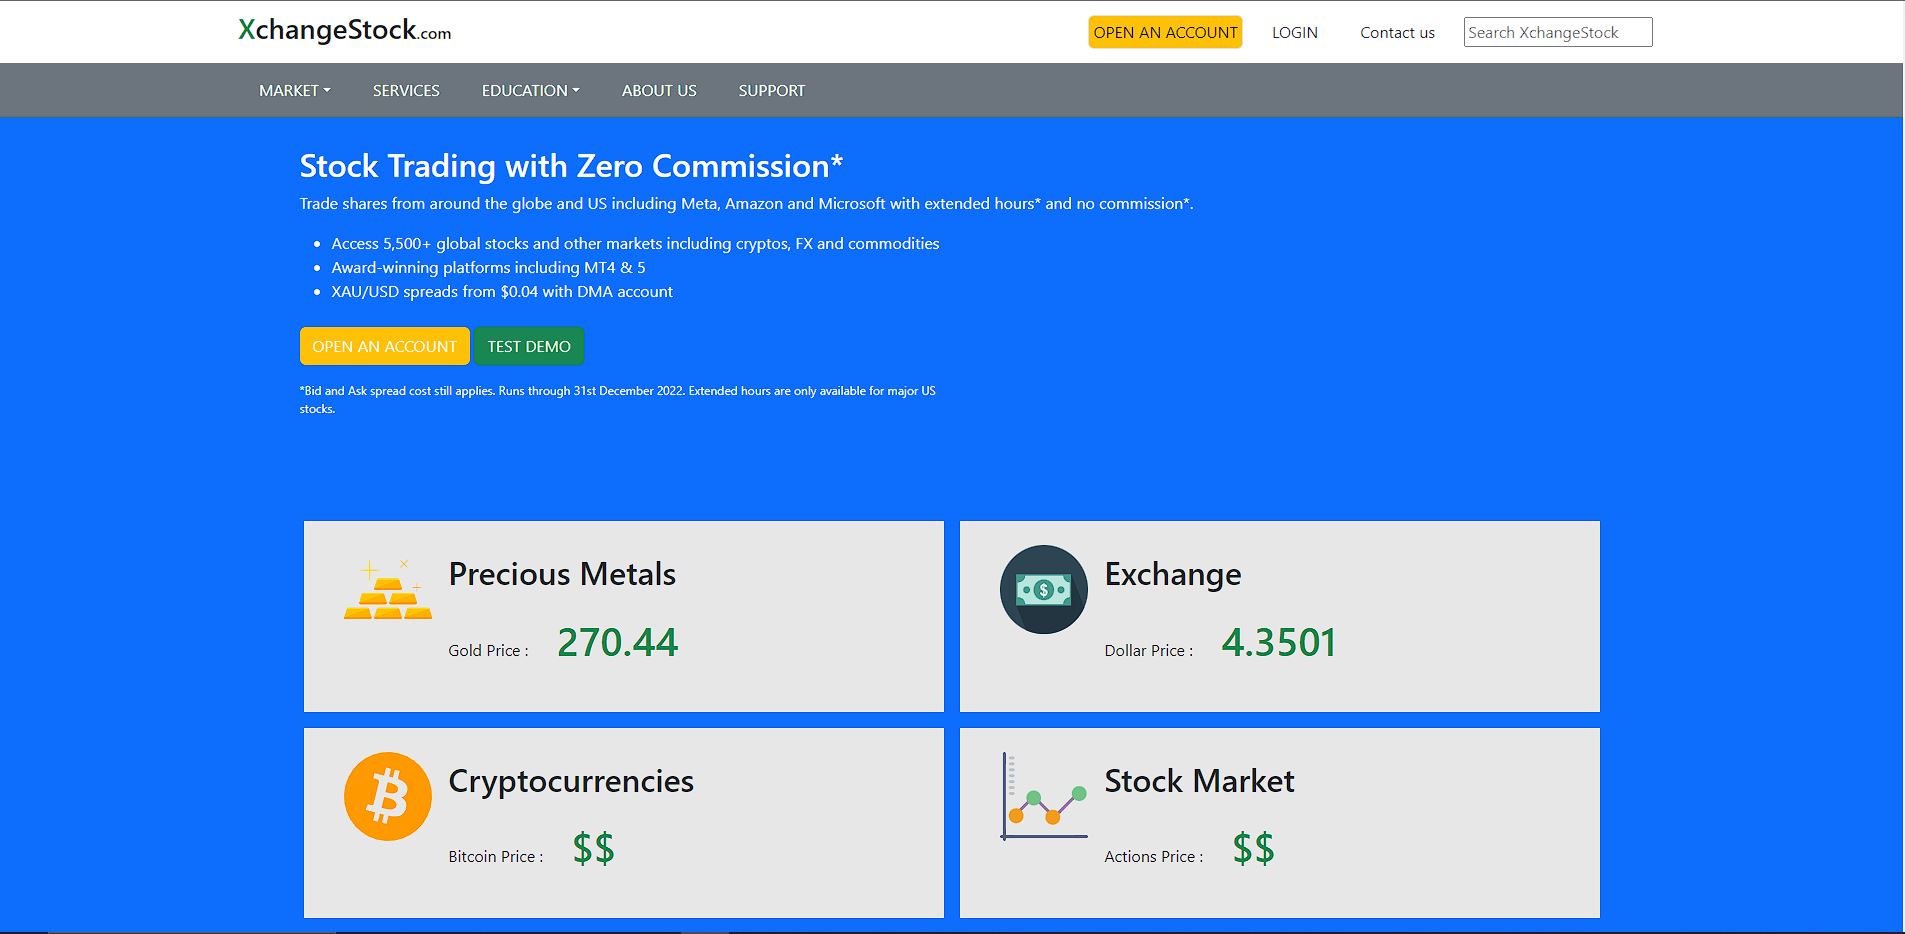 XchangeStock.com
OPEN AN ACCOUNT LOGIN Contact us Search XchangeStock
MARKET SERVICES EDUCATION ABOUT US SUPPORT
Stock Trading with Zero Commission*
Trade shares from around the globe and US including Meta, Amazon and Microsoft with extended hours* and no commission*.
• Access 5,500+ global stocks and other markets including cryptos, FX and commodities
• Award-winning platforms including MT4 & 5
• XAU/USD spreads from $0.04 with DMA account
OPEN AN ACCOUNT TEST DEMO
*Bid and Ask spread cost still applies. Runs through 31st December 2022. Extended hours are only available for major US
stocks.
Precious Metals
Gold Price : 270.44
Exchange
Dollar Price : 4.3501
Cryptocurrencies
Bitcoin Price : $$
Stock Market
Actions Price : $$